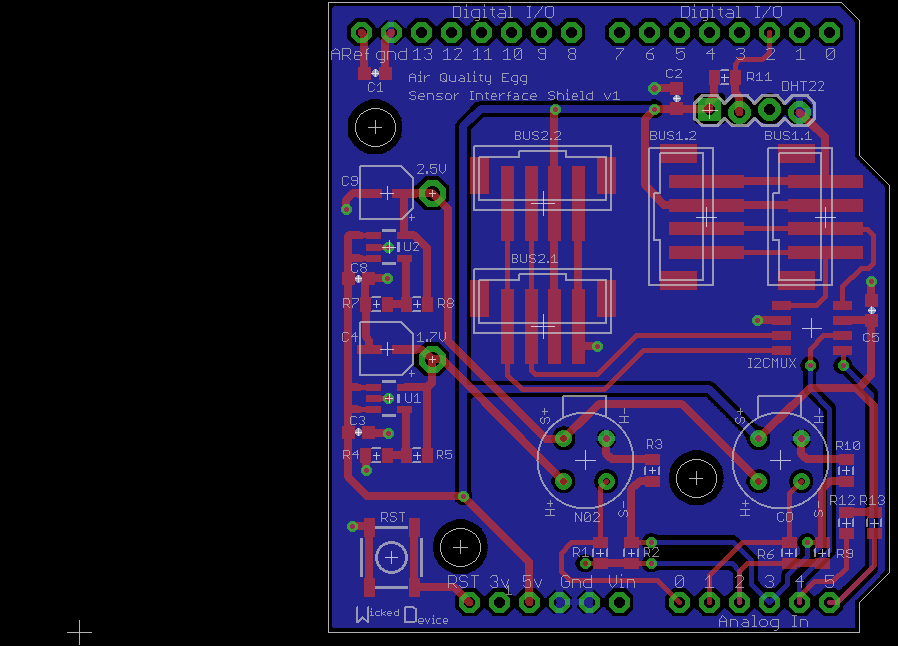 Digital I/O Digital I/O
ARef gnd 13 12 11 10 9 8 7 6 5 4 3 2 1 0
C1 C2 R11
Air Quality Egg DHT22
Sensor Interface Shield v1
BUS2.2 BUS1.2 BUS1.1
C9 2.5V
+
U2
BUS2.1
C8
R7 R8
C4 1.7V C5
I2CMUX
+
U1
S+ H- S+ H-
C3
R4 R5 R3 R10
H+ NO2 S- H+ CO S- R12 R13
RST
R1 R2 R6 R9
RST 3v 5v Gnd Vin 0 1 2 3 4 5
1
Wicked Device
Analog In